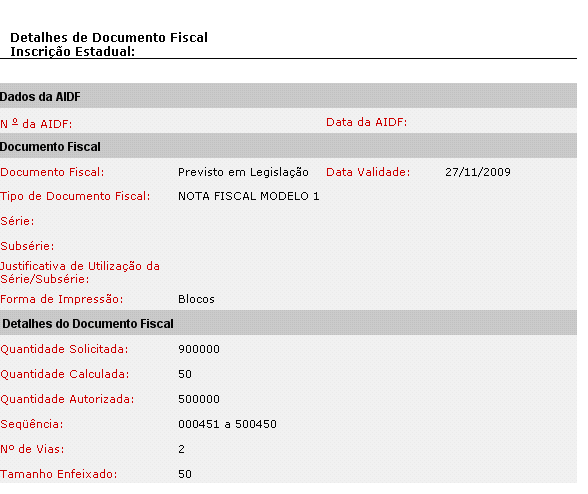 Detalhes de Documento Fiscal
Inscrição Estadual:
Dados da AIDF
N º da AIDF: Data da AIDF:
Documento Fiscal
Documento Fiscal: Previsto em Legislação Data Validade: 27/11/2009
Tipo de Documento Fiscal: NOTA FISCAL MODELO 1
Série:
Subsérie:
Justificativa de Utilização da
Série/Subsérie:
Forma de Impressão: Blocos
Detalhes do Documento Fiscal
Quantidade Solicitada: 900000
Quantidade Calculada: 50
Quantidade Autorizada: 500000
Seqüência: 000451 a 500450
Nº de Vias: 2
Tamanho Enfeixado: 50